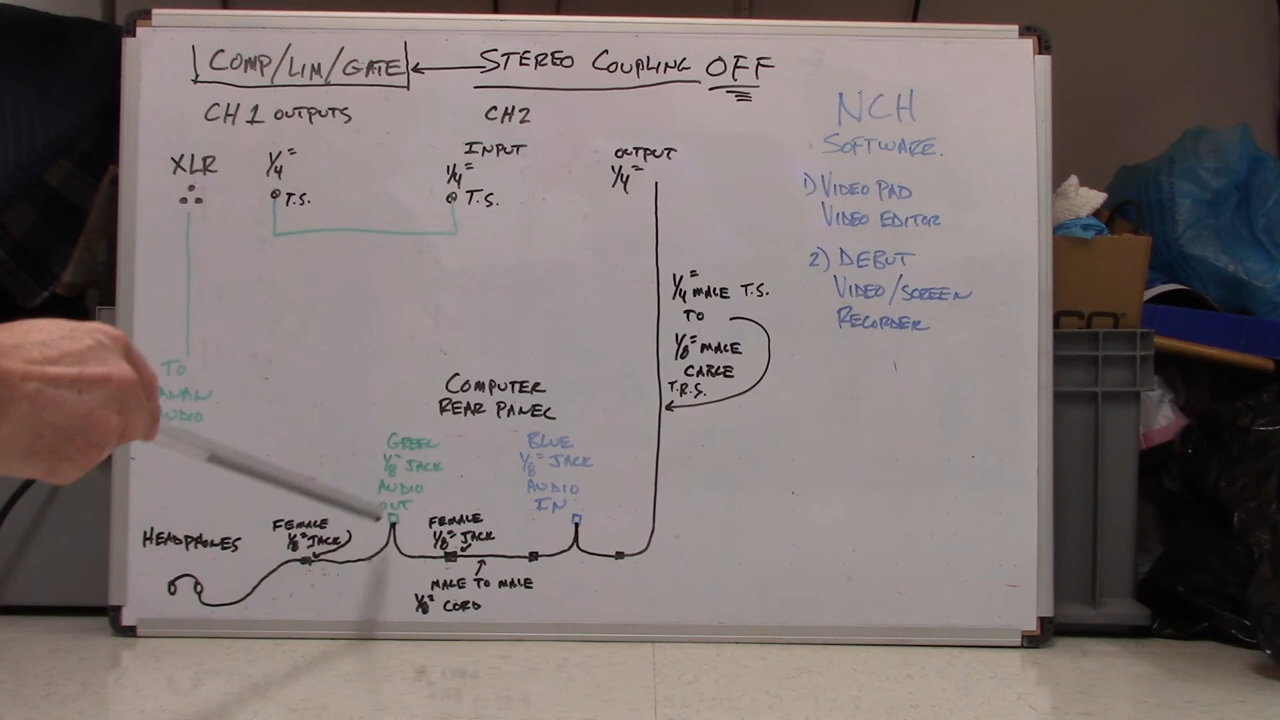 COMP/LIM/GATE
STEREO COUPLING OFF
CH 1 OUTPUTS
CH2
XLR
1/4"
T.S.
INPUT
1/4"
T.S.
OUTPUT
1/4"
1/4" MALE T.S.
TO
1/8" MALE
CABLE
T.R.S.
TO
COMPUTER
REAR PANEL
GREEN
1/8" JACK
AUDIO
OUT
BLUE
1/8" JACK
AUDIO
IN
HEADPHONES
FEMALE
1/8" JACK
FEMALE
1/8" JACK
MALE TO MALE
1/8" CORD
NCH
SOFTWARE.
1) VIDEO PAD
VIDEO EDITOR
2) DEBUT
VIDEO/SCREEN
RECORDER